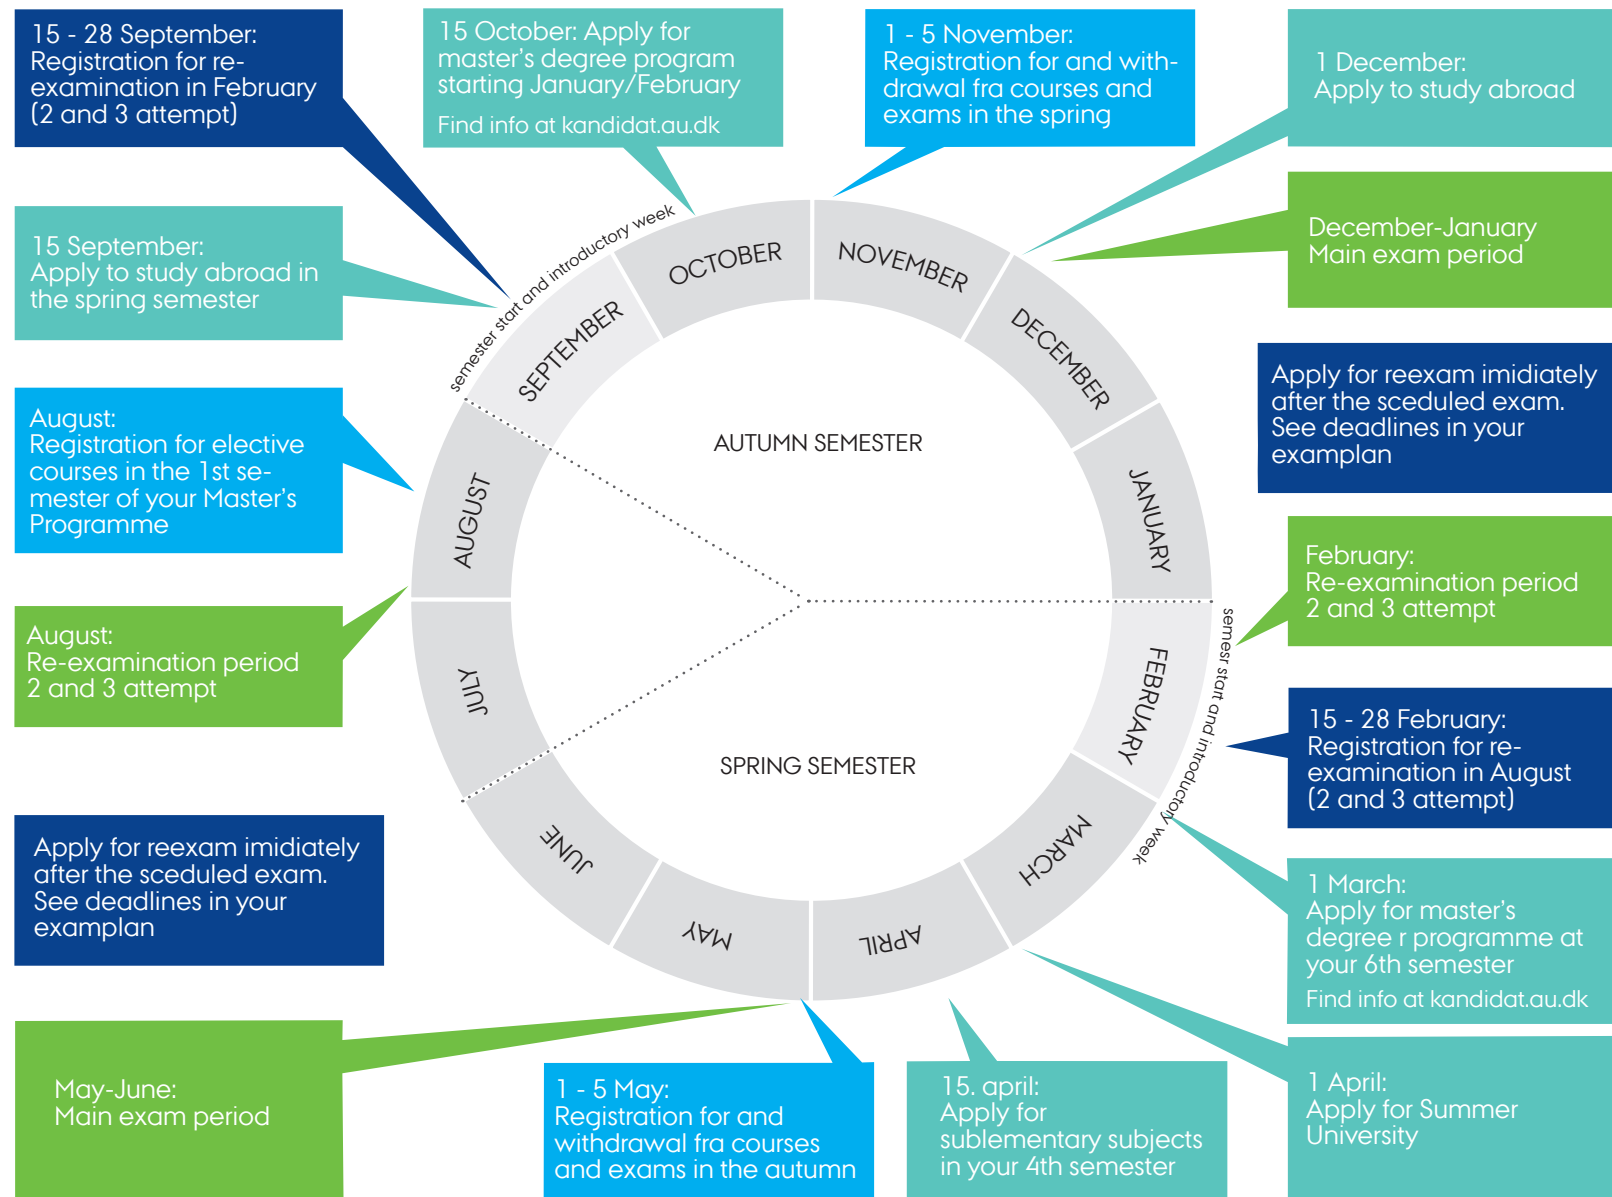 15 - 28 September:
Registration for re-
examination in February
(2 and 3 attempt)
15 October: Apply for
master's degree program
starting January/February
Find info at kandidat.au.dk
1 - 5 November:
Registration for and with-
drawal fra courses and
exams in the spring
1 December:
Apply to study abroad
15 September:
Apply to study abroad in
the spring semester
December-January
Main exam period
August:
Registration for elective
courses in the 1st se-
mester of your Master's
Programme
Apply for reexam imidiately
after the sceduled exam.
See deadlines in your
examplan
August:
Re-examination period
2 and 3 attempt
February:
Re-examination period
2 and 3 attempt
semester start and introductory week
SEPTEMBER
OCTOBER
NOVEMBER
DECEMBER
JANUARY
FEBRUARY
MARCH
APRIL
MAY
JUNE
JULY
AUGUST
AUTUMN SEMESTER
SPRING SEMESTER
semesr start and introductory week
15 - 28 February:
Registration for re-
examination in August
(2 and 3 attempt)
Apply for reexam imidiately
after the sceduled exam.
See deadlines in your
examplan
1 March:
Apply for master's
degree r programme at
your 6th semester
Find info at kandidat.au.dk
May-June:
Main exam period
1 - 5 May:
Registration for and
withdrawal fra courses
and exams in the autumn
15. april:
Apply for
sublementary subjects
in your 4th semester
1 April:
Apply for Summer
University